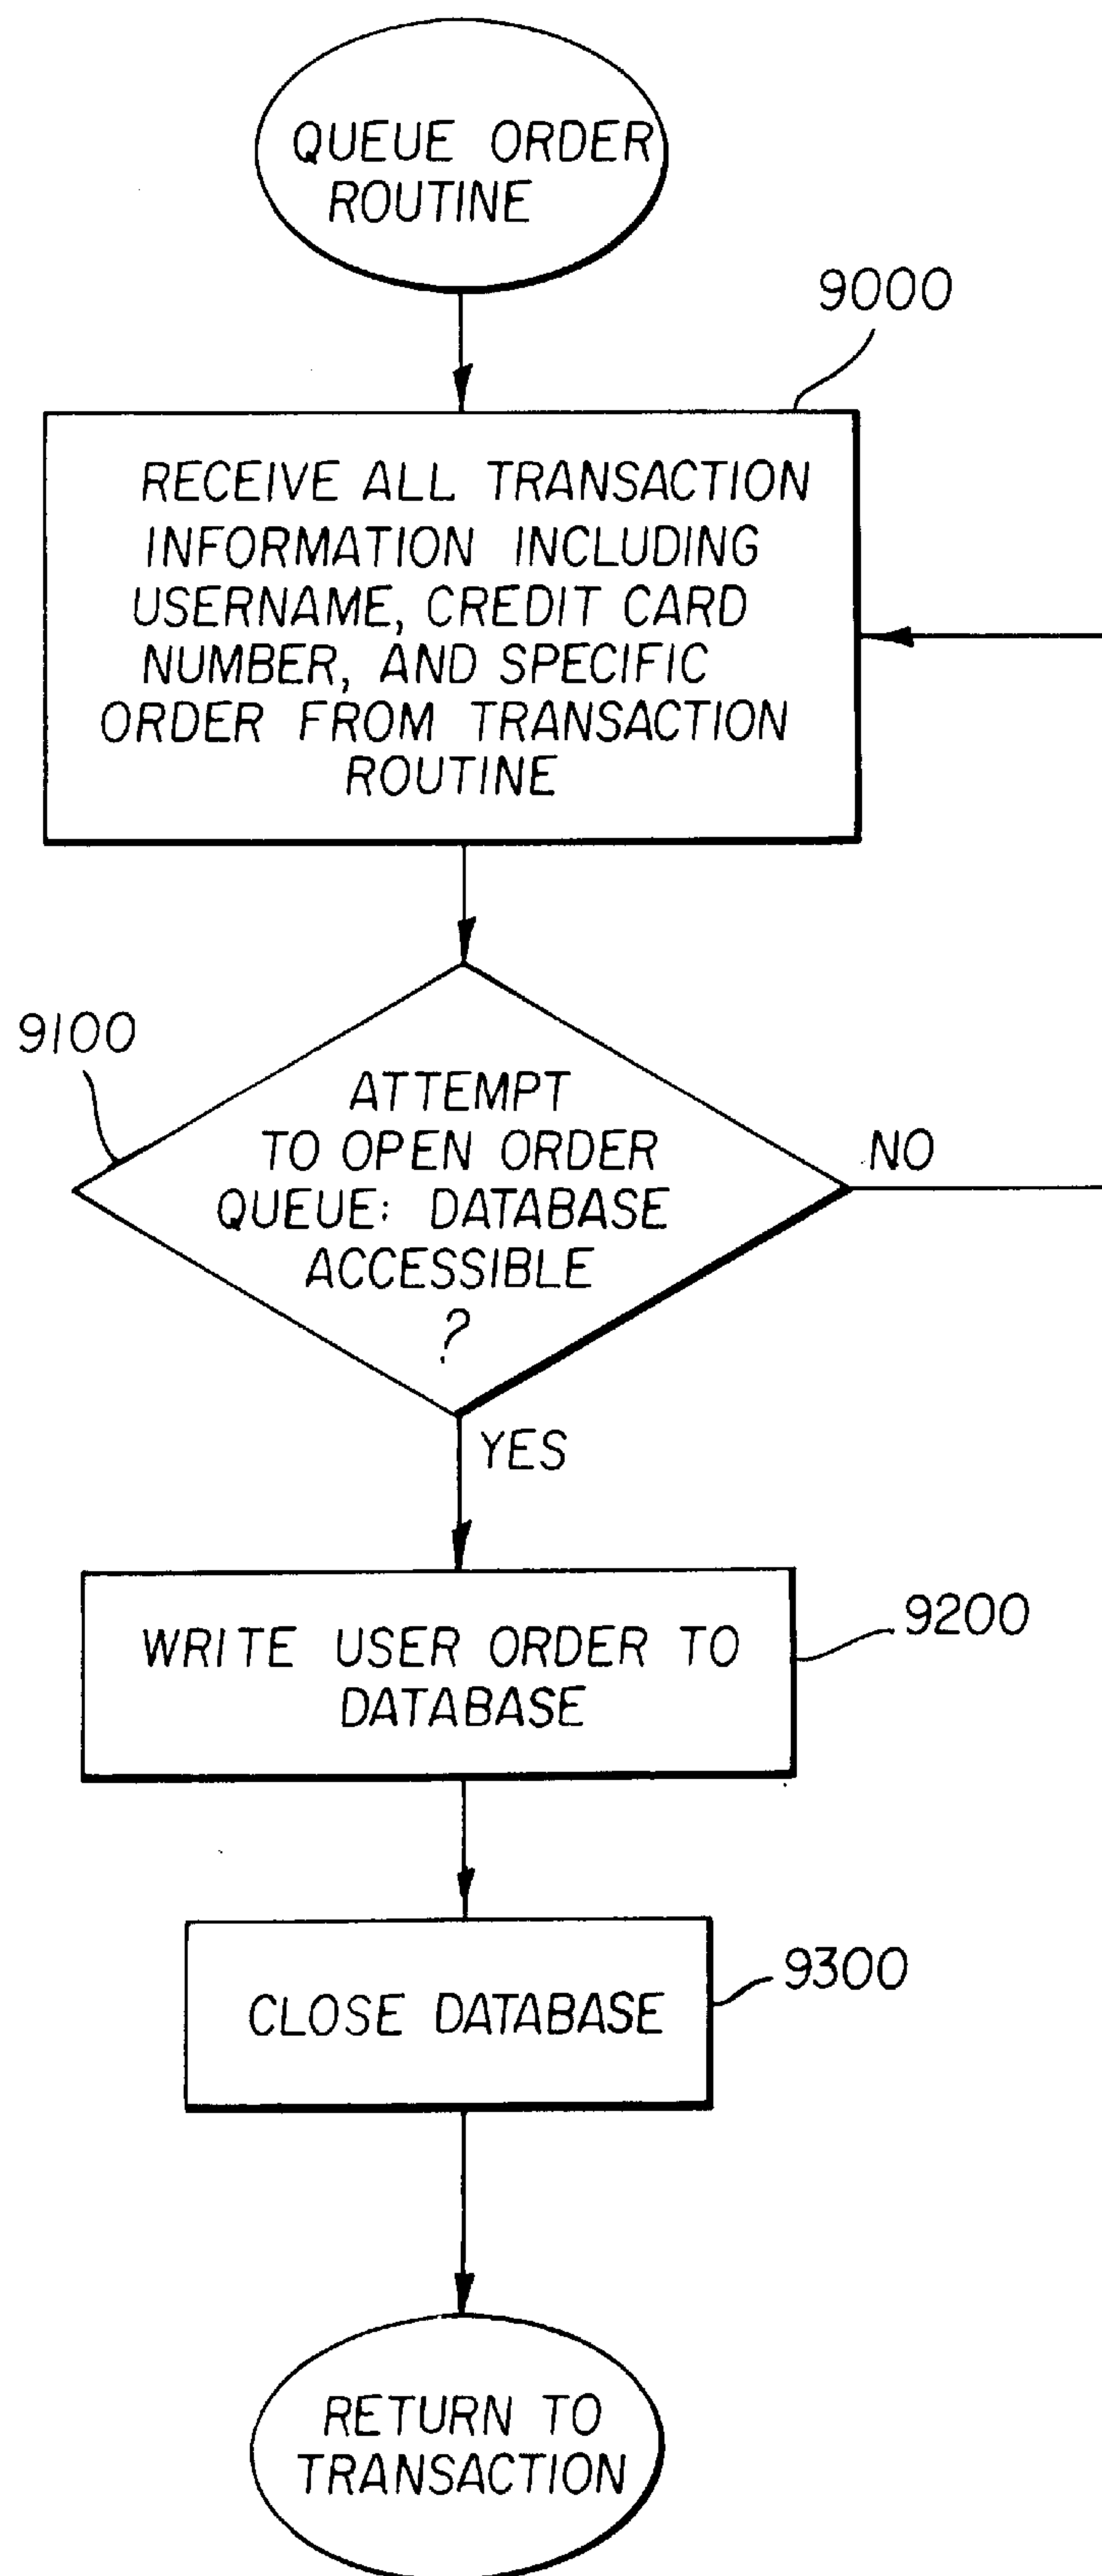 QUEUE ORDER
ROUTINE
9000
RECEIVE ALL TRANSACTION
INFORMATION INCLUDING
USERNAME, CREDIT CARD
NUMBER, AND SPECIFIC
ORDER FROM TRANSACTION
ROUTINE
9100
ATTEMPT
TO OPEN ORDER
QUEUE: DATABASE
ACCESSIBLE
?
NO
YES
WRITE USER ORDER TO
DATABASE
9200
CLOSE DATABASE
9300
RETURN TO
TRANSACTION